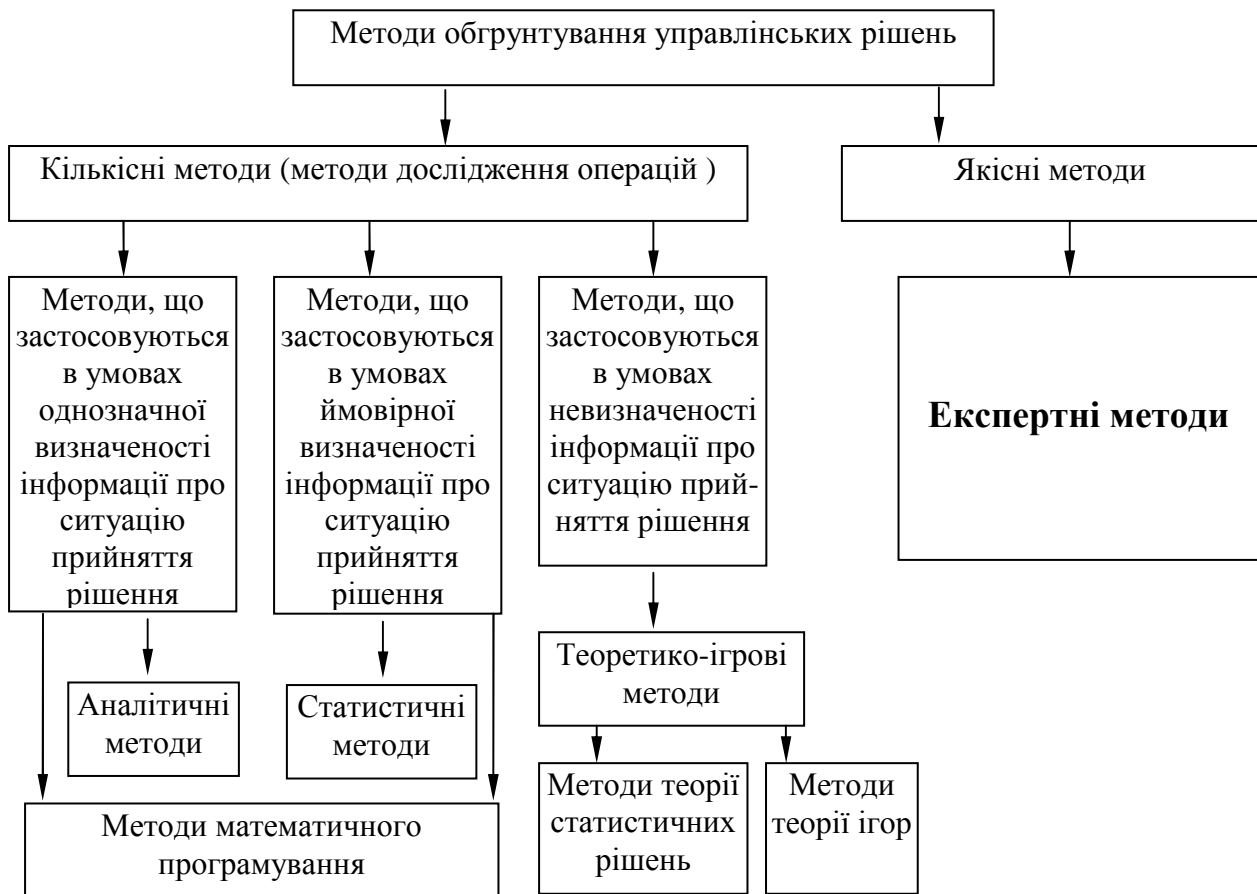 Методи обгрунтування управлінських рішень
Кількісні методи (методи дослідження операцій )
Якісні методи
Методи, що
застосовуються
в умовах
однозначної
визначеності
інформації про
ситуацію
прийняття
рішення
Методи, що
застосовуються
в умовах
ймовірної
визначеності
інформації про
ситуацію
прийняття
рішення
Методи, що
застосовуються
в умовах
невизначеності
інформації про
ситуацію прий-
няття рішення
Експертні методи
Аналітичні
методи
Статистичні
методи
Теоретико-ігрові
методи
Методи математичного
програмування
Методи теорії
статистичних
рішень
Методи
теорії ігор